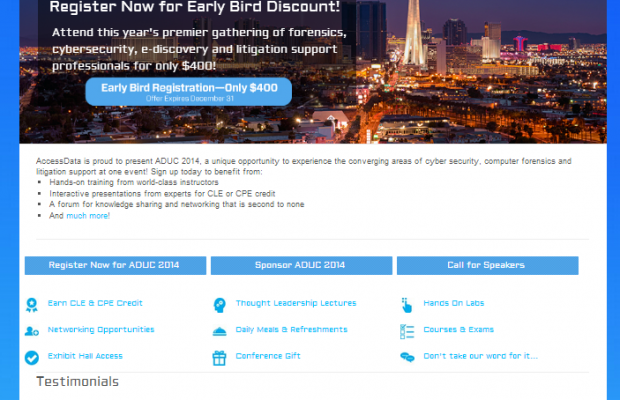 Register Now for Early Bird Discount!
Attend this year's premier gathering of forensics,
cybersecurity, e-discovery and litigation support
professionals for only $400!
Early Bird Registration—Only $400
Offer Expires December 31
AccessData is proud to present ADUC 2014, a unique opportunity to experience the converging areas of cyber security, computer forensics and
litigation support at one event! Sign up today to benefit from:
▪ Hands-on training from world-class instructors
▪ Interactive presentations from experts for CLE or CPE credit
▪ A forum for knowledge sharing and networking that is second to none
▪ And much more!
Register Now for ADUC 2014
Sponsor ADUC 2014
Call for Speakers
Earn CLE & CPE Credit
Thought Leadership Lectures
Hands On Labs
Networking Opportunities
Daily Meals & Refreshments
Courses & Exams
Exhibit Hall Access
Conference Gift
Don't take our word for it...
Testimonials